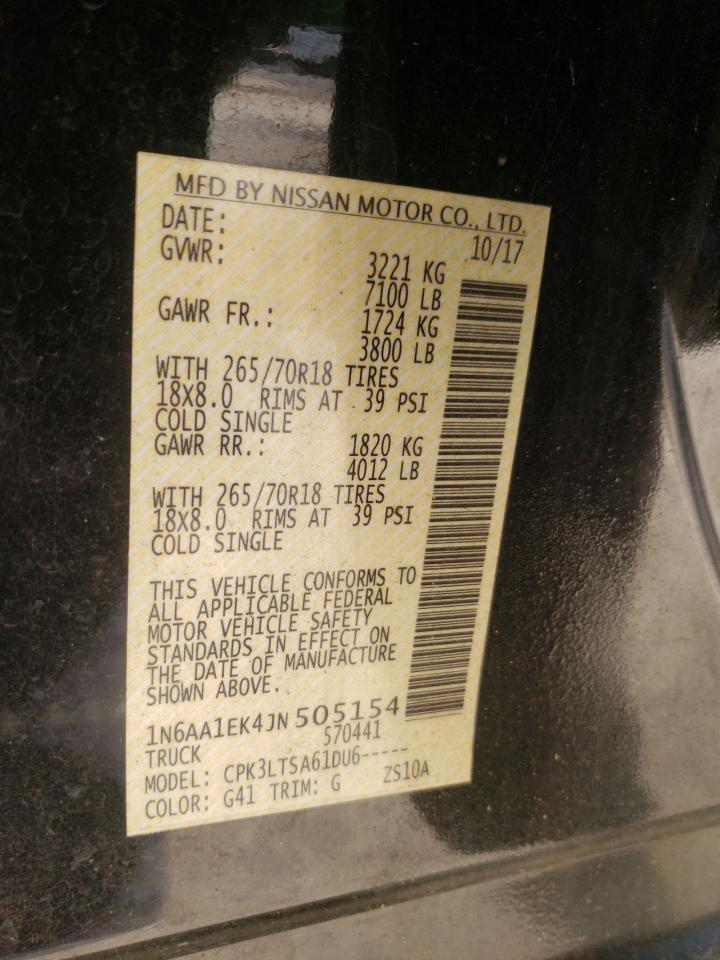 MFD BY NISSAN MOTOR CO., LTD.
DATE: 10/17
GVWR: 3221 KG
7100 LB
GAWR FR.: 1724 KG
3800 LB
WITH 265/70R18 TIRES
18X8.0 RIMS AT 39 PSI
COLD SINGLE
GAWR RR.: 1820 KG
4012 LB
WITH 265/70R18 TIRES
18X8.0 RIMS AT 39 PSI
COLD SINGLE
THIS VEHICLE CONFORMS TO
ALL APPLICABLE FEDERAL
MOTOR VEHICLE SAFETY
STANDARDS IN EFFECT ON
THE DATE OF MANUFACTURE
SHOWN ABOVE.
1N6AA1EK4JN505154
TRUCK 570441
MODEL: CPK3LTSA61DU6-----
COLOR: G41 TRIM: G ZS10A